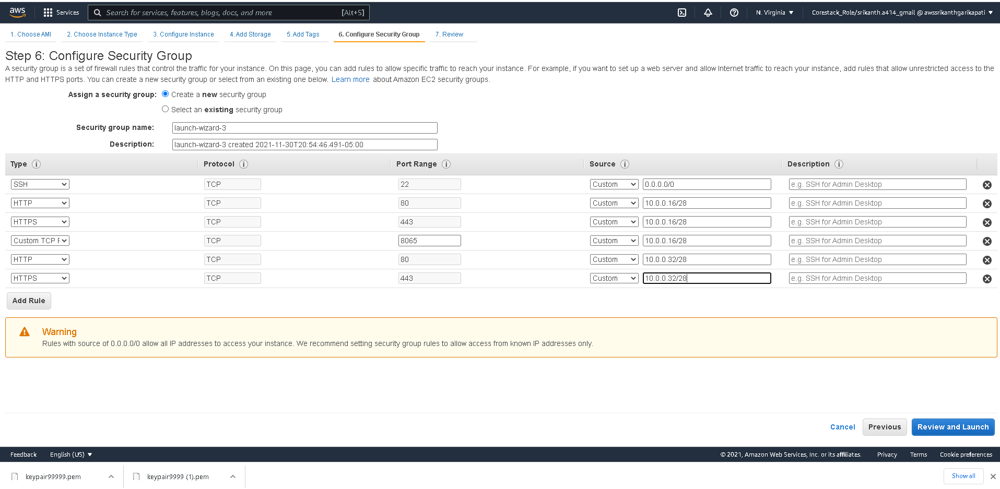 aws Services Search for services, features, blogs, docs, and more [Alt+S] N. Virginia Corestack_Role/srikanth.a414_gmail @ awssrikanthgarikapati
1. Choose AMI 2. Choose Instance Type 3. Configure Instance 4. Add Storage 5. Add Tags 6. Configure Security Group 7. Review
Step 6: Configure Security Group
A security group is a set of firewall rules that control the traffic for your instance. On this page, you can add rules to allow specific traffic to reach your instance. For example, if you want to set up a web server and allow Internet traffic to reach your instance, add rules that allow unrestricted access to the
HTTP and HTTPS ports. You can create a new security group or select from an existing one below. Learn more about Amazon EC2 security groups.
Assign a security group: Create a new security group
Select an existing security group
Security group name: launch-wizard-3
Description: launch-wizard-3 created 2021-11-30T20:54:46.491-05:00
Type i Protocol i Port Range i Source i Description i
SSH TCP 22 Custom 0.0.0.0/0 e.g. SSH for Admin Desktop
HTTP TCP 80 Custom 10.0.0.16/28 e.g. SSH for Admin Desktop
HTTPS TCP 443 Custom 10.0.0.16/28 e.g. SSH for Admin Desktop
Custom TCP TCP 8065 Custom 10.0.0.16/28 e.g. SSH for Admin Desktop
HTTP TCP 80 Custom 10.0.0.32/28 e.g. SSH for Admin Desktop
HTTPS TCP 443 Custom 10.0.0.32/28 e.g. SSH for Admin Desktop
Add Rule
Warning
Rules with source of 0.0.0.0/0 allow all IP addresses to access your instance. We recommend setting security group rules to allow access from known IP addresses only.
Cancel Previous Review and Launch
Feedback English (US) © 2021, Amazon Web Services, Inc. or its affiliates. Privacy Terms Cookie preferences
keypair99999.pem keypair9999 (1).pem Show all